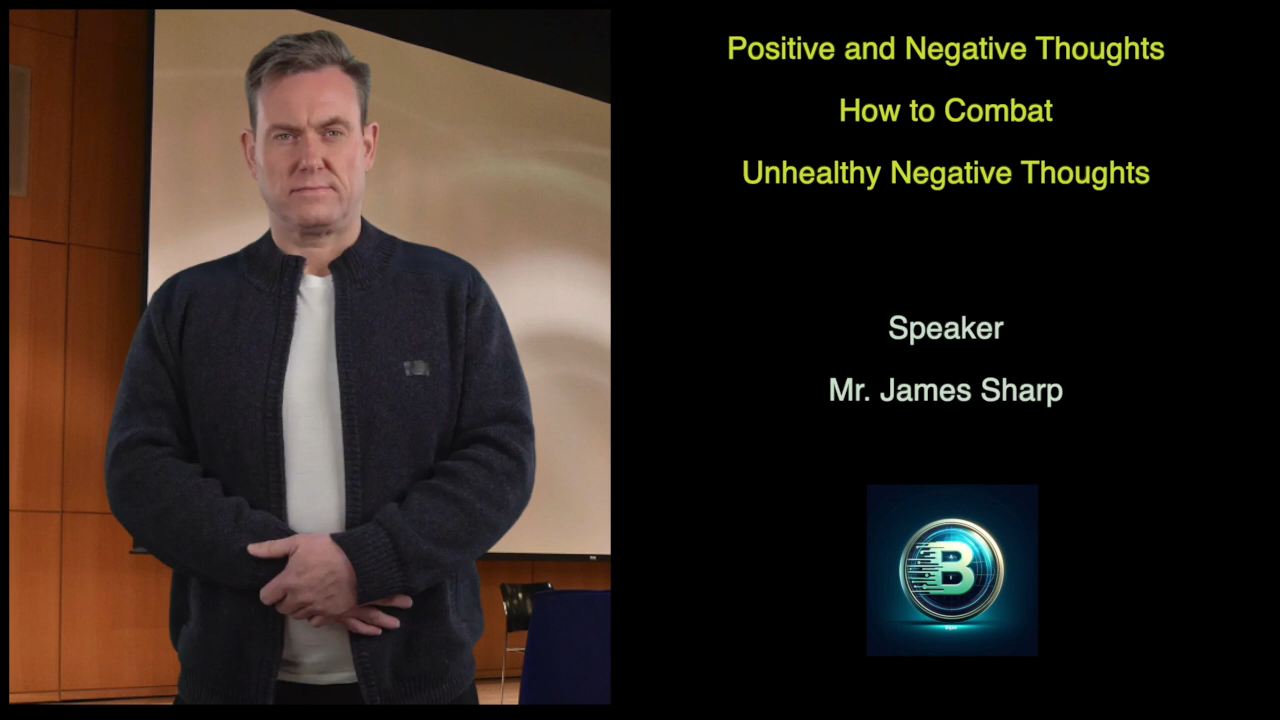 Positive and Negative Thoughts
How to Combat
Unhealthy Negative Thoughts
Speaker
Mr. James Sharp
B